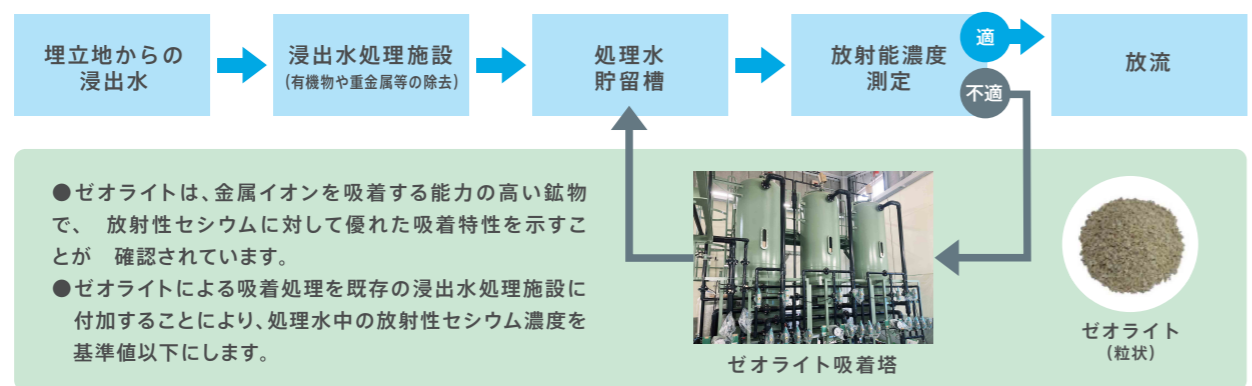 埋立地からの
浸出水
浸出水処理施設
(有機物や重金属等の除去)
処理水
貯留槽
放射能濃度
測定
適
不適
放流
●ゼオライトは、金属イオンを吸着する能力の高い鉱物
で、 放射性セシウムに対して優れた吸着特性を示すこ
とが 確認されています。
●ゼオライトによる吸着処理を既存の浸出水処理施設に
付加することにより、処理水中の放射性セシウム濃度を
基準値以下にします。
ゼオライト吸着塔
ゼオライト
(粒状)